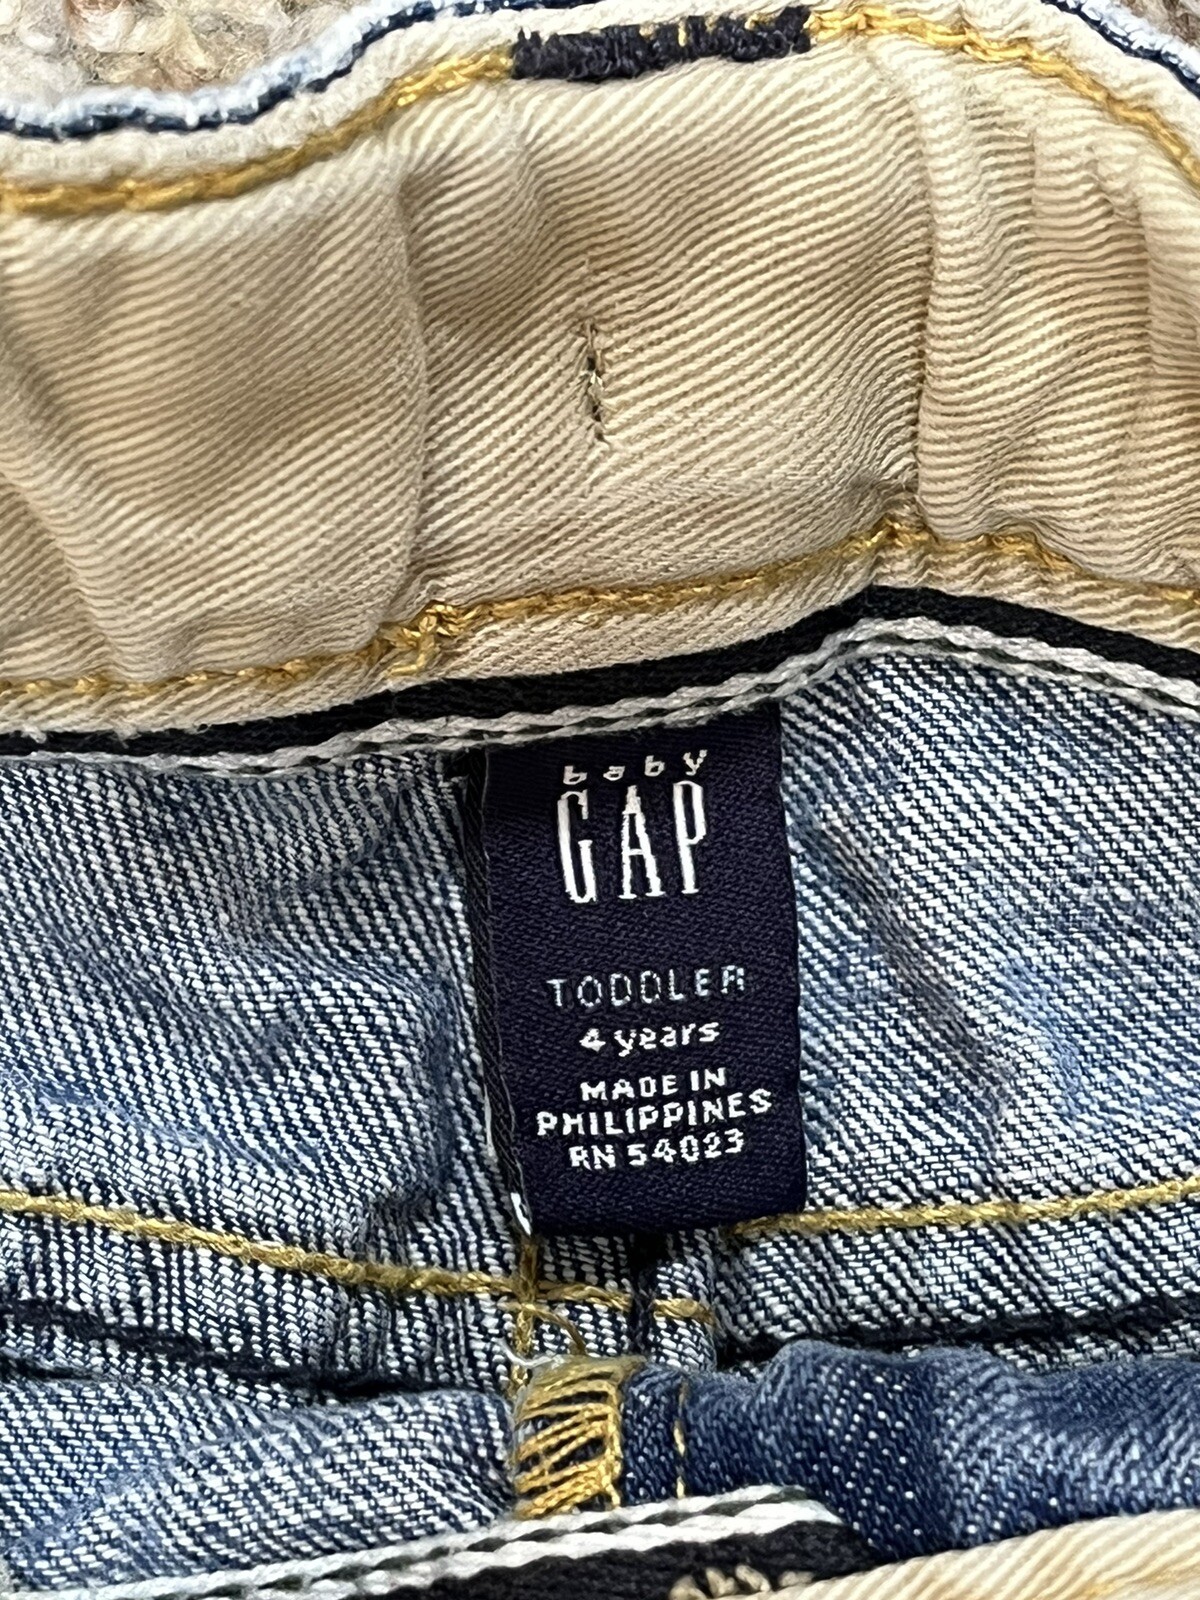 baby
GAP
TODDLER
4 years
MADE IN
PHILIPPINES
RN 54023